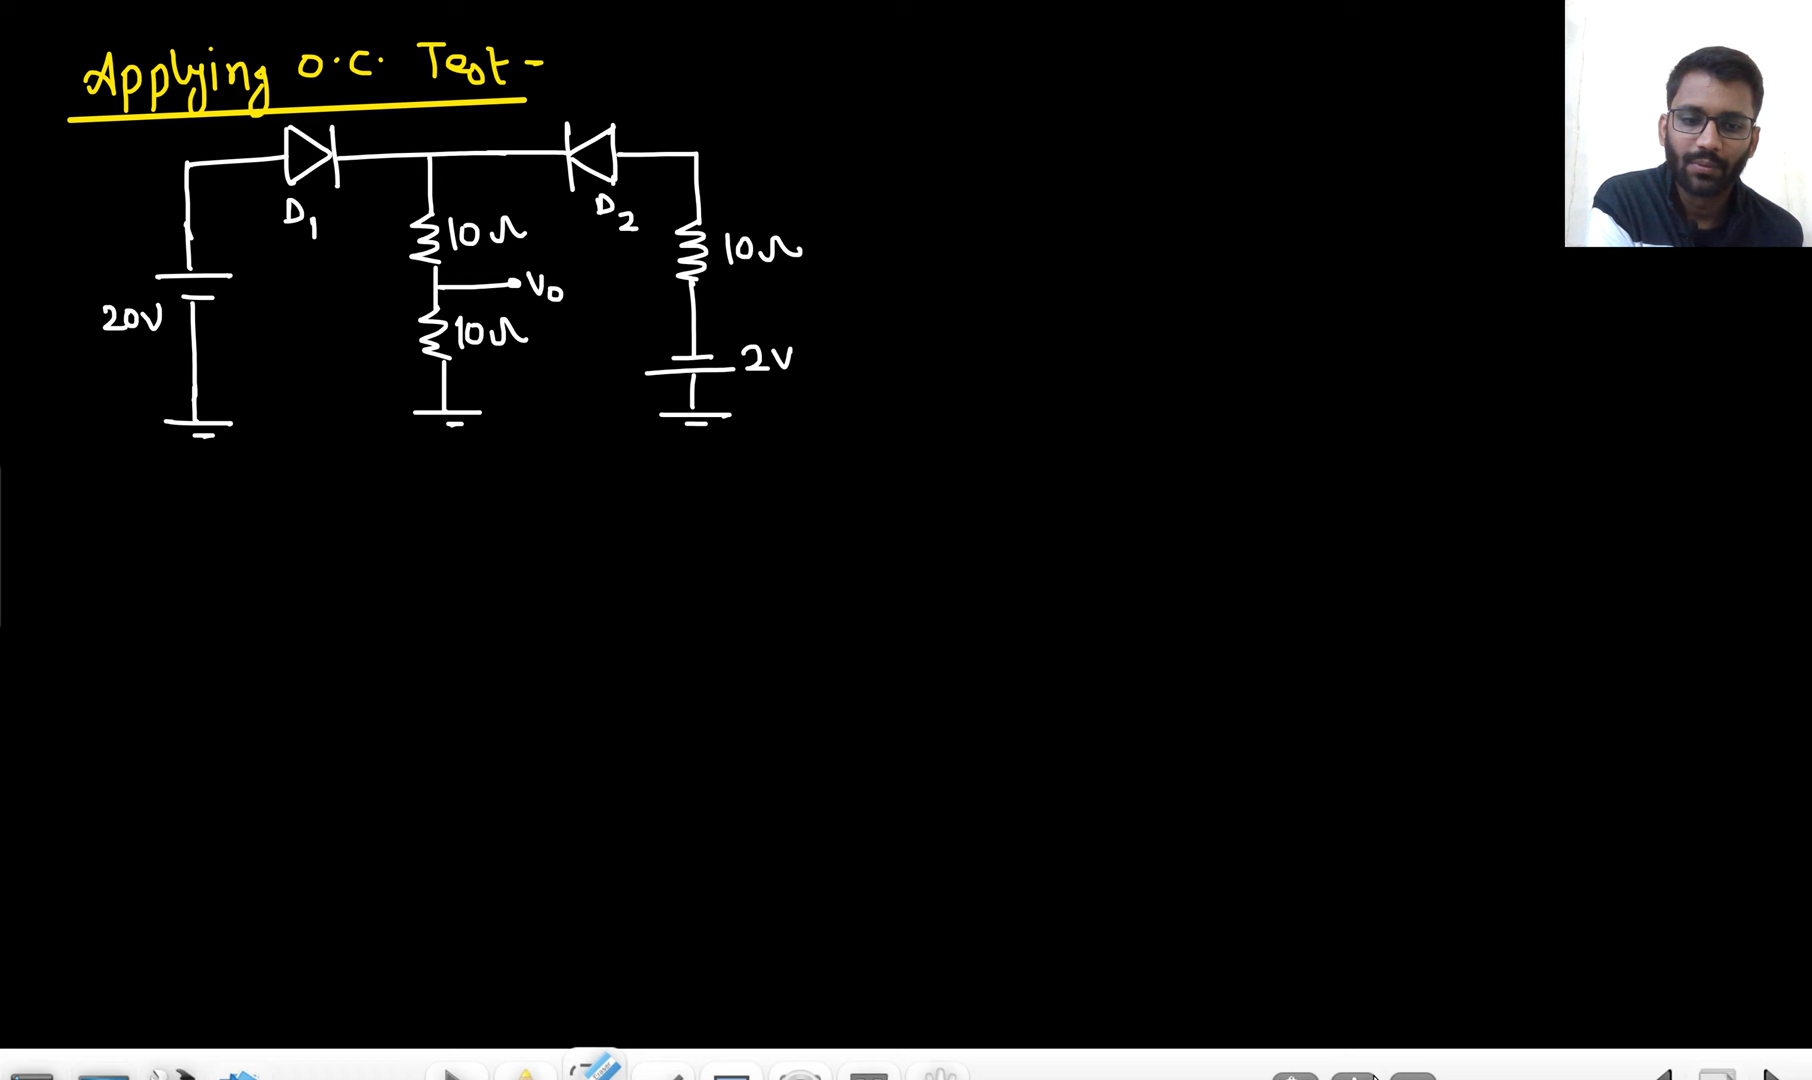 Applying O.C. Test -
D1
D2
10Ω
10Ω
Vo
20V
10Ω
2V